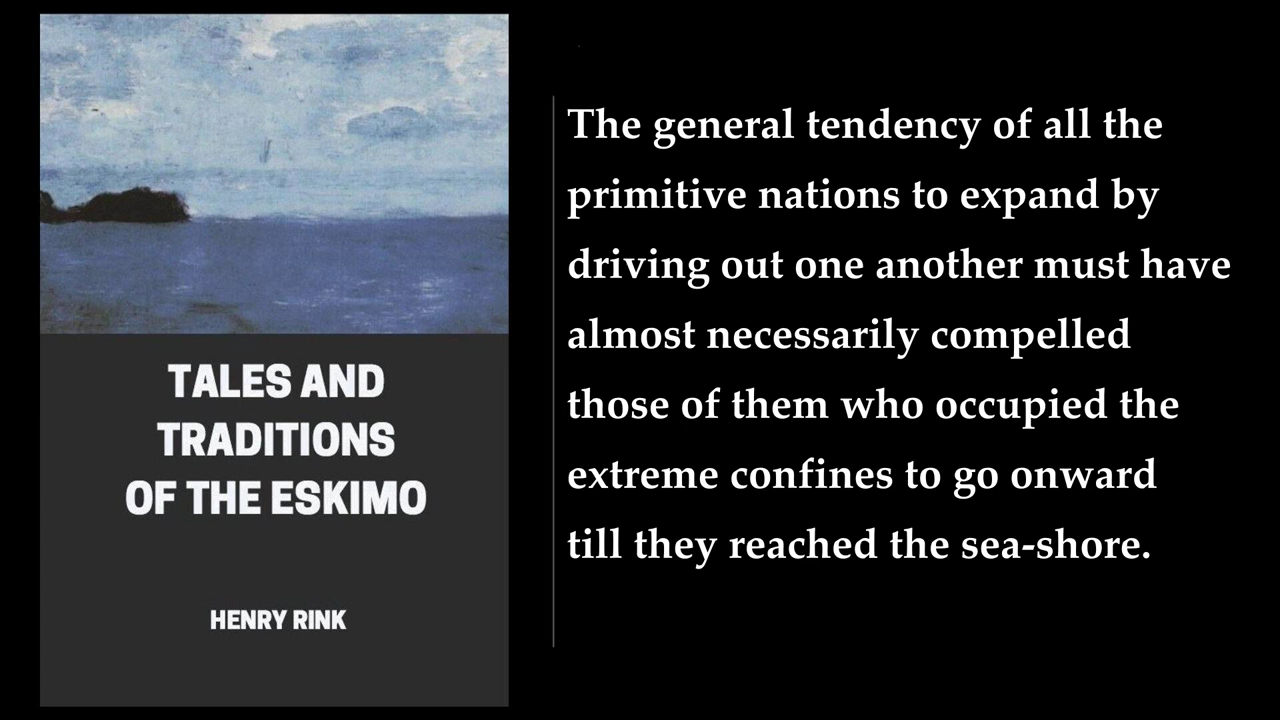 TALES AND
TRADITIONS
OF THE ESKIMO
HENRY RINK
The general tendency of all the
primitive nations to expand by
driving out one another must have
almost necessarily compelled
those of them who occupied the
extreme confines to go onward
till they reached the sea-shore.